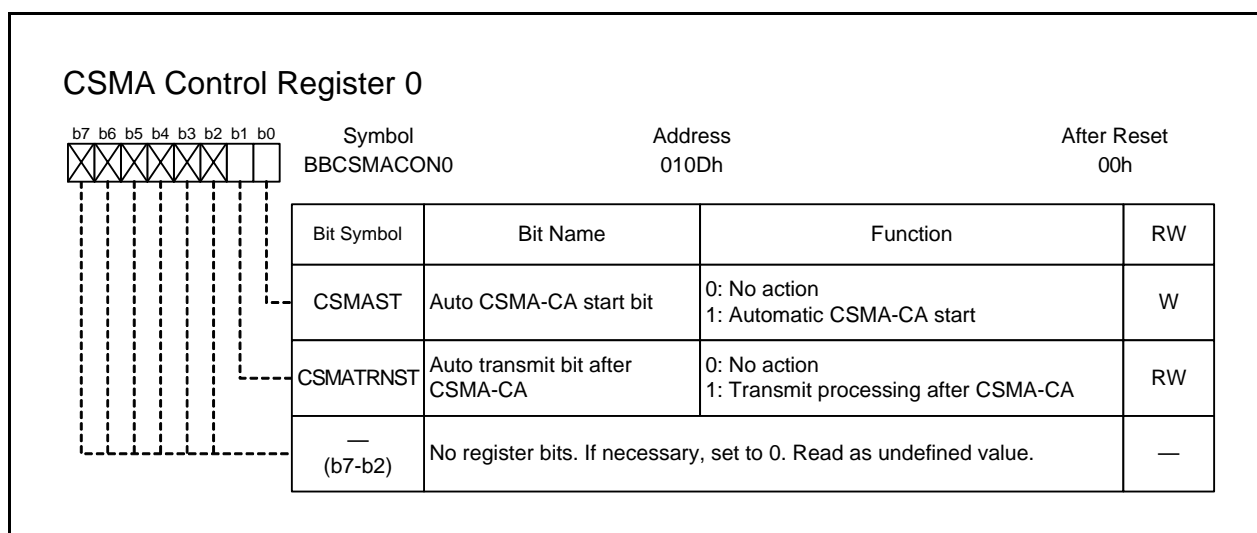 CSMA Control Register 0
b7 b6 b5 b4 b3 b2 b1 b0
Symbol Address After Reset
BBCSMACON0 010Dh 00h
Bit Symbol Bit Name Function RW
CSMAST Auto CSMA-CA start bit 0: No action
1: Automatic CSMA-CA start W
CSMATRNST Auto transmit bit after
CSMA-CA 0: No action
1: Transmit processing after CSMA-CA RW
—
(b7-b2) No register bits. If necessary, set to 0. Read as undefined value. —